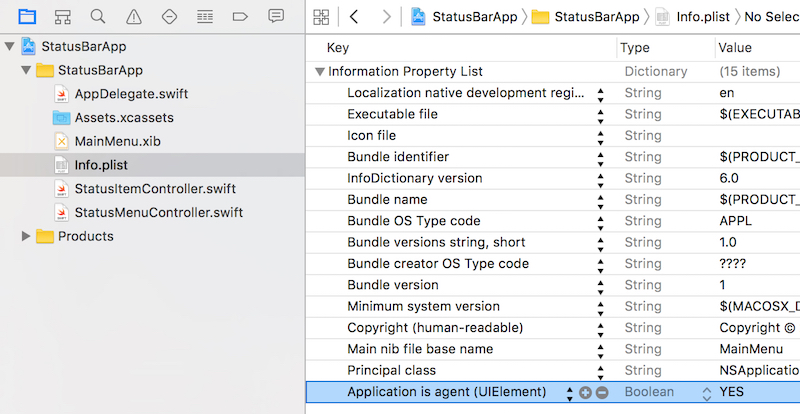 StatusBarApp > StatusBarApp > Info.plist > No Selec
StatusBarApp
StatusBarApp
AppDelegate.swift
Assets.xcassets
MainMenu.xib
Info.plist
StatusItemController.swift
StatusMenuController.swift
Products
Key Type Value
Information Property List Dictionary (15 items)
Localization native development regi... String en
Executable file String $(EXECUTAB
Icon file String
Bundle identifier String $(PRODUCT_
InfoDictionary version String 6.0
Bundle name String $(PRODUCT_
Bundle OS Type code String APPL
Bundle versions string, short String 1.0
Bundle creator OS Type code String ????
Bundle version String 1
Minimum system version String $(MACOSX_D
Copyright (human-readable) String Copyright ©
Main nib file base name String MainMenu
Principal class String NSApplication
Application is agent (UIElement) Boolean YES